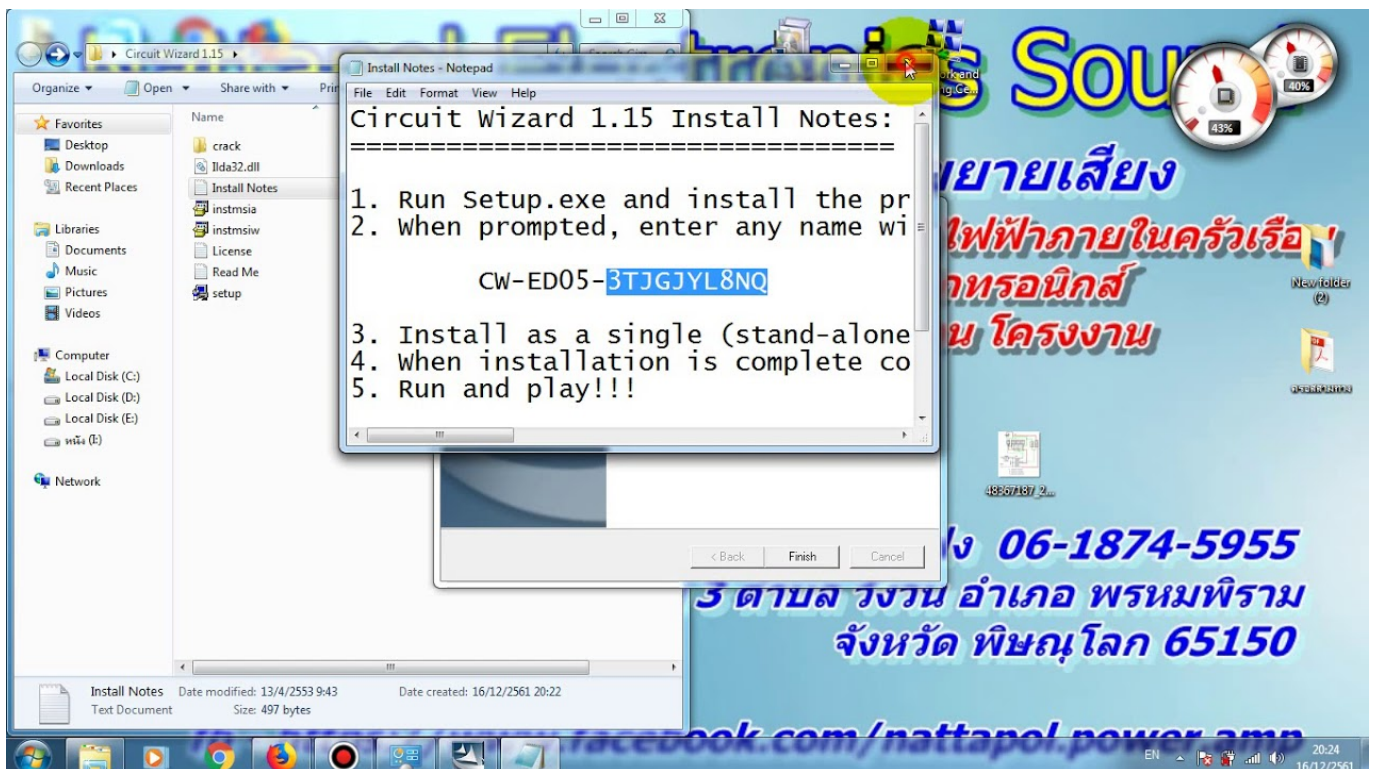 Circuit Wizard 1.15
Install Notes - Notepad
File Edit Format View Help
Organize
Open
Share with
Favorites
Desktop
Downloads
Recent Places
Libraries
Documents
Music
Pictures
Videos
Computer
Local Disk (C:)
Local Disk (D:)
Local Disk (E:)
Network
Name
crack
Ilda32.dll
Install Notes
instmsia
instmsiw
License
Read Me
setup
Circuit Wizard 1.15 Install Notes:
==================================
1. Run Setup.exe and install the pr
2. When prompted, enter any name wi
CW-ED05-3TJGJYL8NQ
3. Install as a single (stand-alone
4. When installation is complete co
5. Run and play!!!
< Back Finish Cancel
Install Notes Date modified: 13/4/2553 9:43 Date created: 16/12/2561 20:22
Text Document Size: 497 bytes
43%
40%
New folder
(2)
48367187_2...
06-1874-5955
3 ตำบล วังวน อำเภอ พรหมพิราม
จังหวัด พิษณุโลก 65150
EN
20:24
16/12/2561